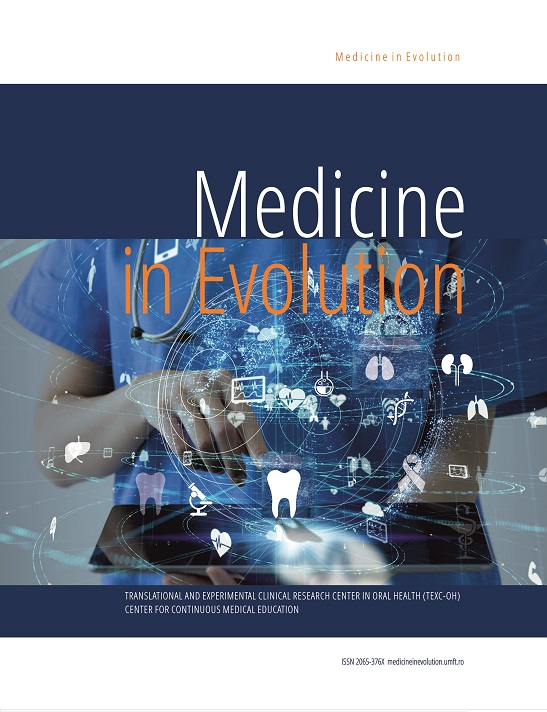 Medicine in Evolution
Medicine
in Evolution
TRANSLATIONAL AND EXPERIMENTAL CLINICAL RESEARCH CENTER IN ORAL HEALTH (TEXC-OH)
CENTER FOR CONTINUOUS MEDICAL EDUCATION
ISSN 2065-376X medicineinevolution.umft.ro